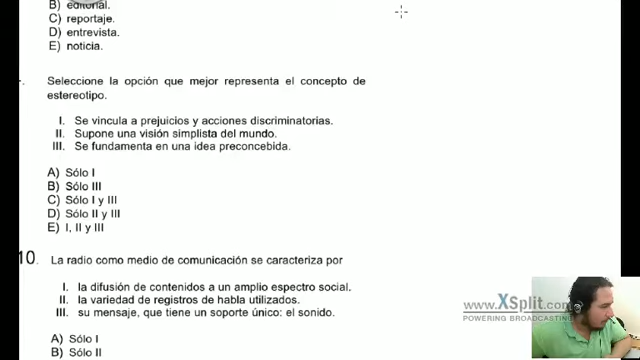 B) editorial.
C) reportaje.
D) entrevista.
E) noticia.
Seleccione la opción que mejor representa el concepto de
estereotipo.
I. Se vincula a prejuicios y acciones discriminatorias.
II. Supone una visión simplista del mundo.
III. Se fundamenta en una idea preconcebida.
A) Sólo I
B) Sólo III
C) Sólo I y III
D) Sólo II y III
E) I, II y III
10. La radio como medio de comunicación se caracteriza por
I. la difusión de contenidos a un amplio espectro social.
II. la variedad de registros de habla utilizados.
III. su mensaje, que tiene un soporte único: el sonido.
A) Sólo I
B) Sólo II
www.XSplit.com
POWERING BROADCASTING